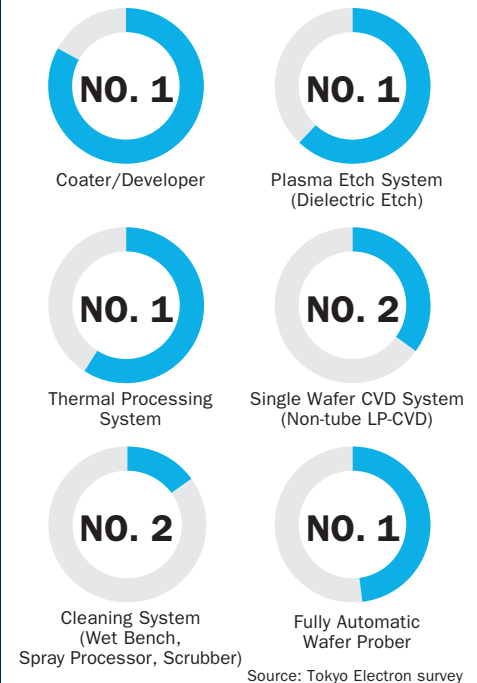 NO. 1
Coater/Developer
NO. 1
Plasma Etch System
(Dielectric Etch)
NO. 1
Thermal Processing
System
NO. 2
Single Wafer CVD System
(Non-tube LP-CVD)
NO. 2
Cleaning System
(Wet Bench,
Spray Processor, Scrubber)
NO. 1
Fully Automatic
Wafer Prober
Source: Tokyo Electron survey